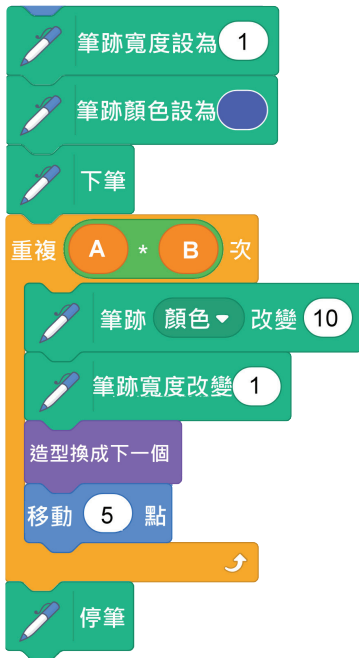 筆跡寬度設為 1
筆跡顏色設為
下筆
重複 A * B 次
筆跡 顏色 改變 10
筆跡寬度改變 1
造型換成下一個
移動 5 點
停筆